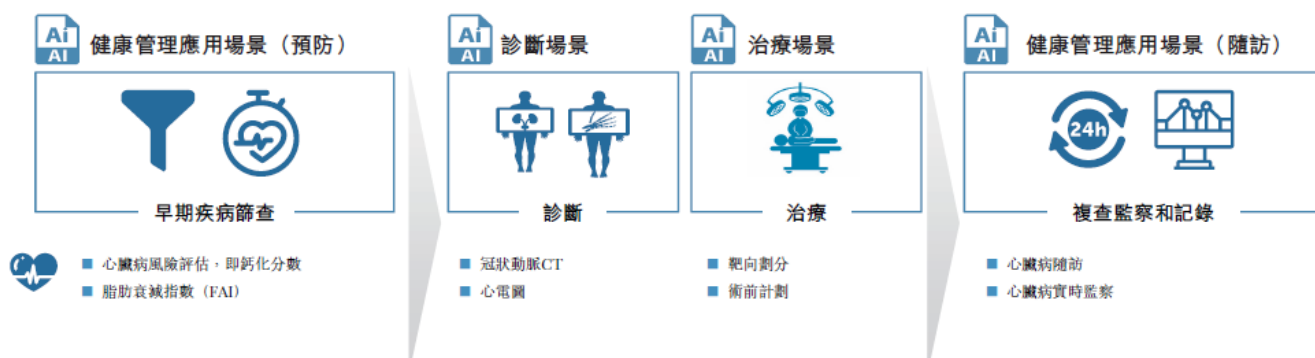 Ai
AI
健康管理應用場景（預防）
早期疾病篩查
■ 心臟病風險評估，即鈣化分數
■ 脂肪衰減指數（FAI）
Ai
AI
診斷場景
診斷
■ 冠狀動脈CT
■ 心電圖
Ai
AI
治療場景
治療
■ 靶向劃分
■ 術前計劃
Ai
AI
健康管理應用場景（隨訪）
24h
複查監察和記錄
■ 心臟病隨訪
■ 心臟病實時監察